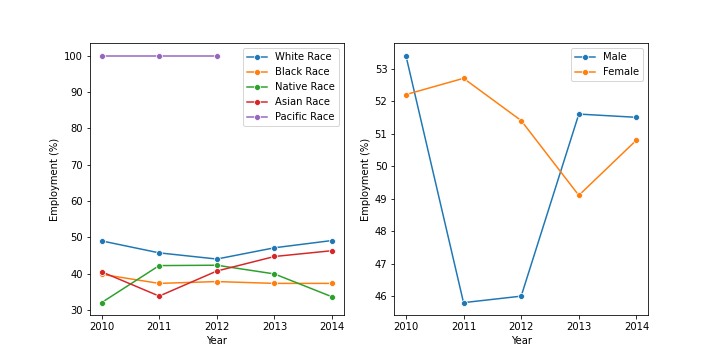 100
90
80
70
60
50
40
30
Employment (%)
2010 2011 2012 2013 2014
Year
White Race
Black Race
Native Race
Asian Race
Pacific Race
53
52
51
50
49
48
47
46
Employment (%)
2010 2011 2012 2013 2014
Year
Male
Female